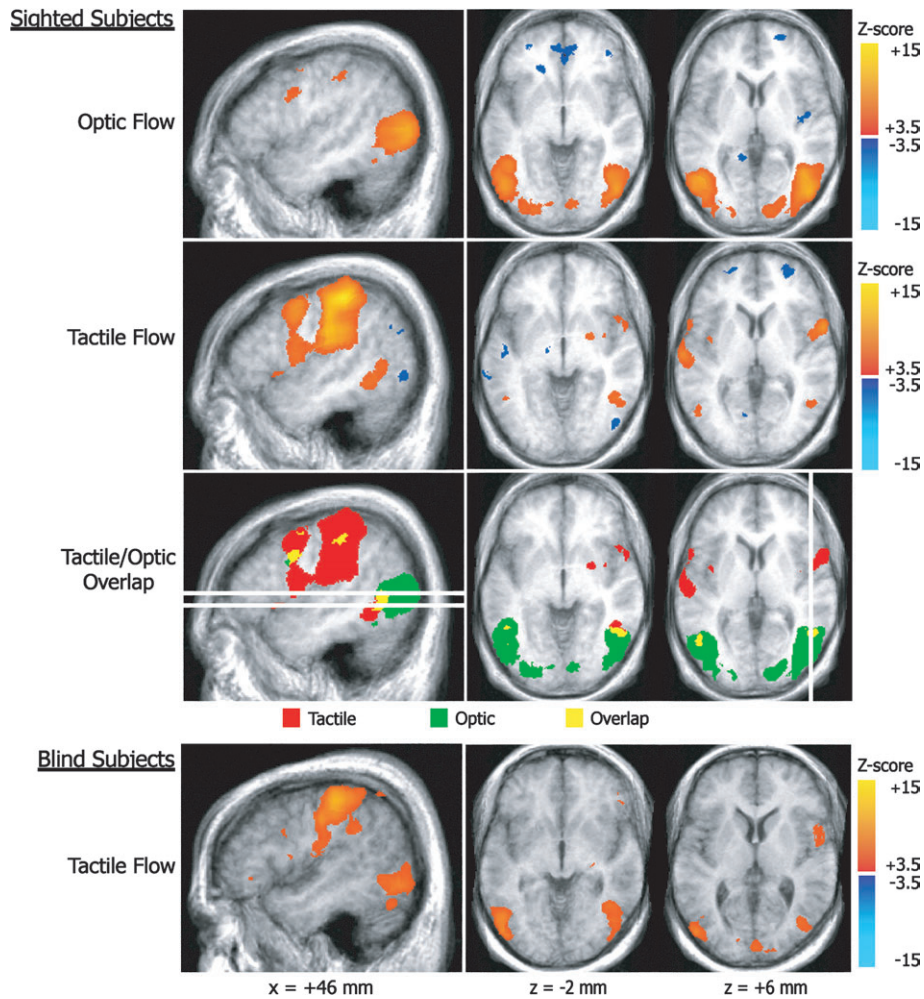 Sighted Subjects
Optic Flow
Z-score
+15
+3.5
-3.5
-15
Tactile Flow
Z-score
+15
+3.5
-3.5
-15
Tactile/Optic
Overlap
Tactile
Optic
Overlap
Blind Subjects
Tactile Flow
Z-score
+15
+3.5
-3.5
-15
x = +46 mm
z = -2 mm
z = +6 mm